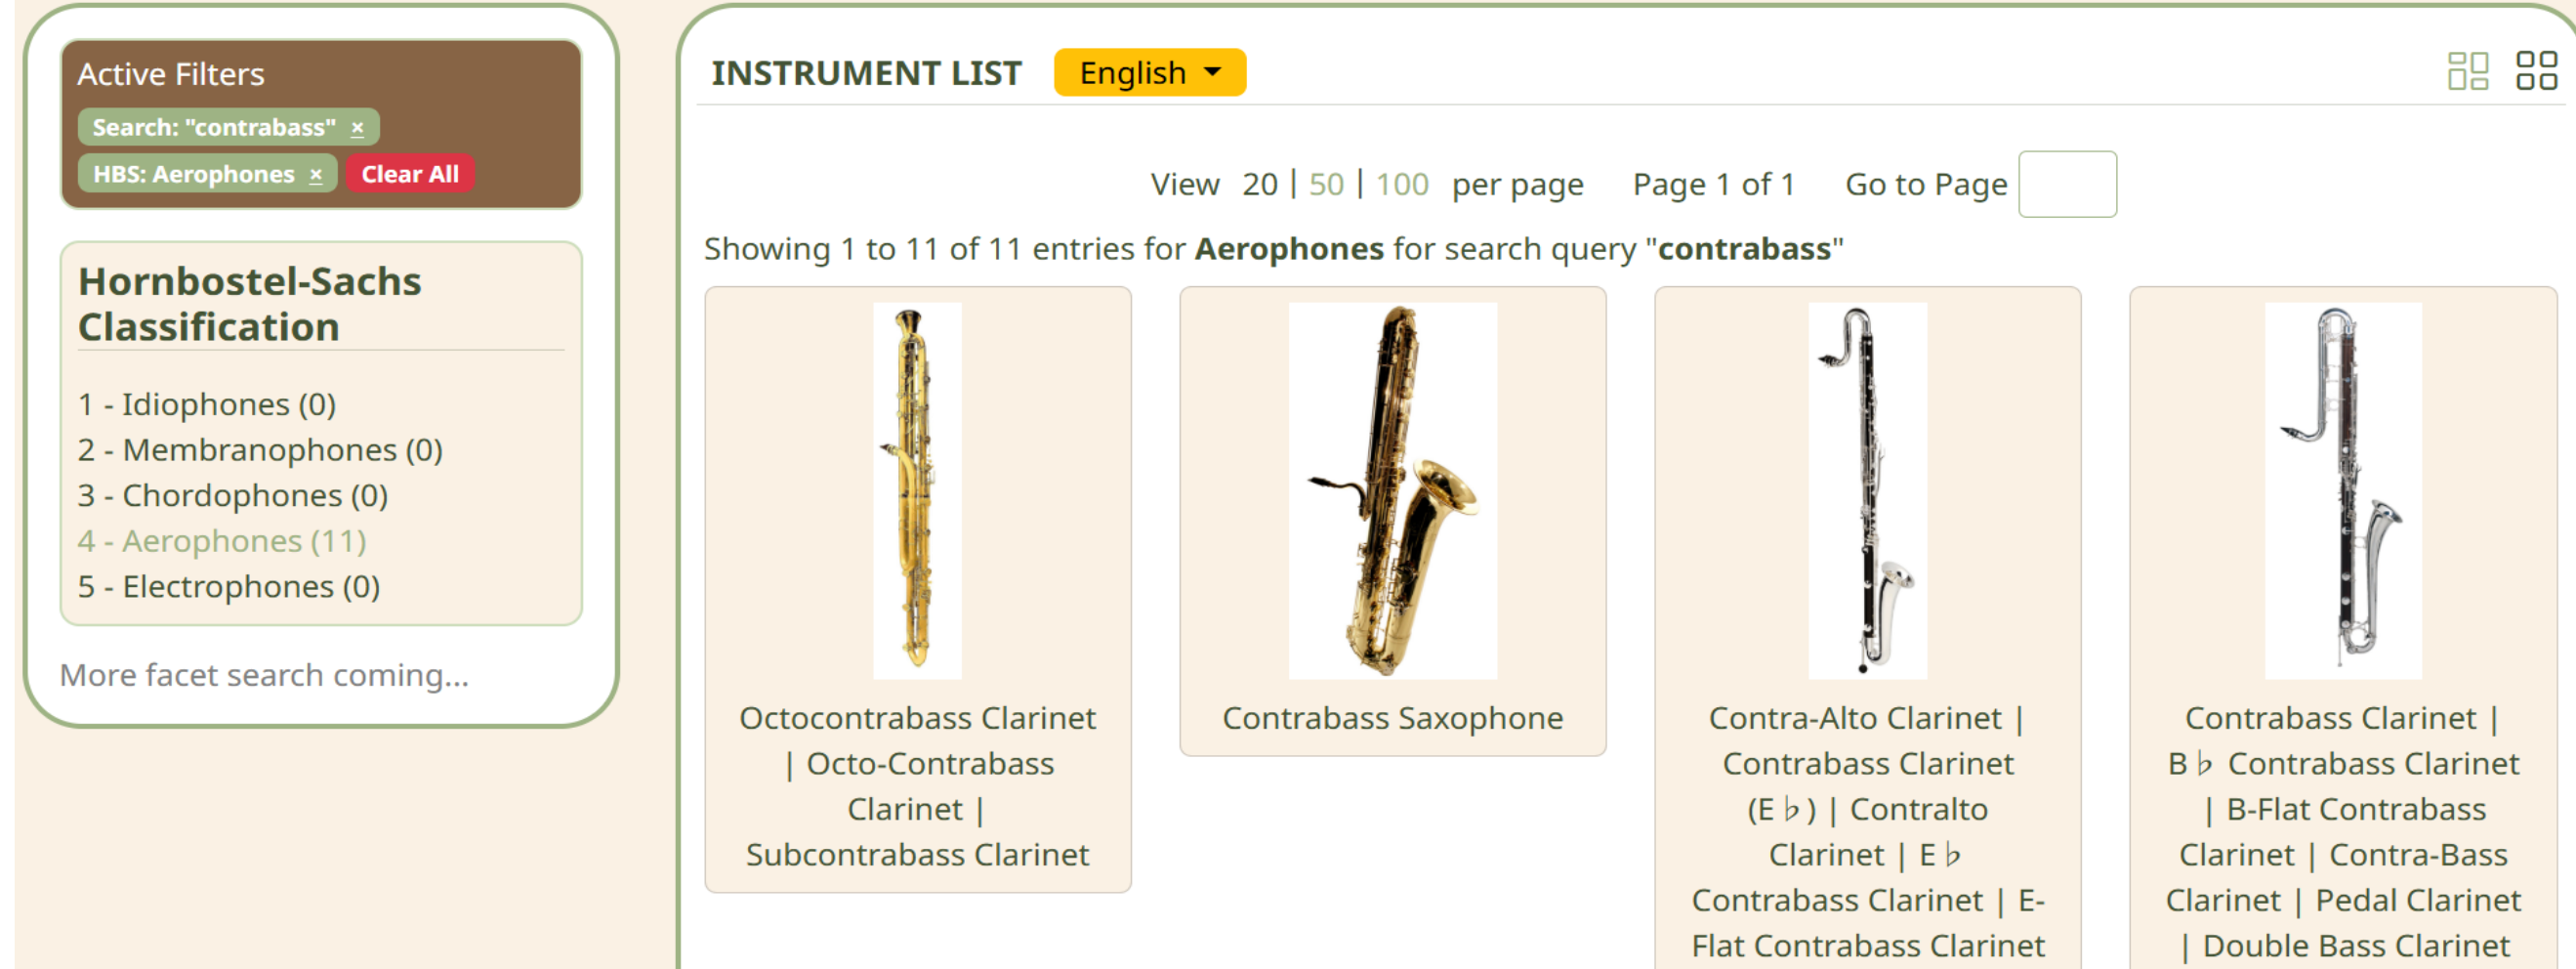 Active Filters
Search: "contrabass" ×
HBS: Aerophones × Clear All
Hornbostel-Sachs
Classification
1 - Idiophones (0)
2 - Membranophones (0)
3 - Chordophones (0)
4 - Aerophones (11)
5 - Electrophones (0)
More facet search coming...
INSTRUMENT LIST English
View 20 | 50 | 100 per page Page 1 of 1 Go to Page
Showing 1 to 11 of 11 entries for Aerophones for search query "contrabass"
Octocontrabass Clarinet
| Octo-Contrabass
Clarinet |
Subcontrabass Clarinet
Contrabass Saxophone
Contra-Alto Clarinet |
Contrabass Clarinet
(E♭) | Contralto
Clarinet | E♭
Contrabass Clarinet | E-
Flat Contrabass Clarinet
Contrabass Clarinet |
B♭ Contrabass Clarinet
| B-Flat Contrabass
Clarinet | Contra-Bass
Clarinet | Pedal Clarinet
| Double Bass Clarinet